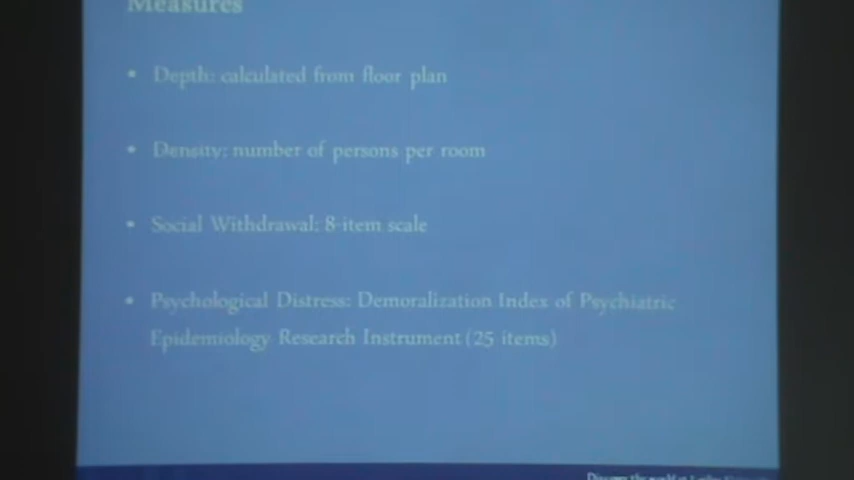 Measures
• Depth: calculated from floor plan
• Density: number of persons per room
• Social Withdrawal: 8-item scale
• Psychological Distress: Demoralization Index of Psychiatric
Epidemiology Research Instrument (25 items)